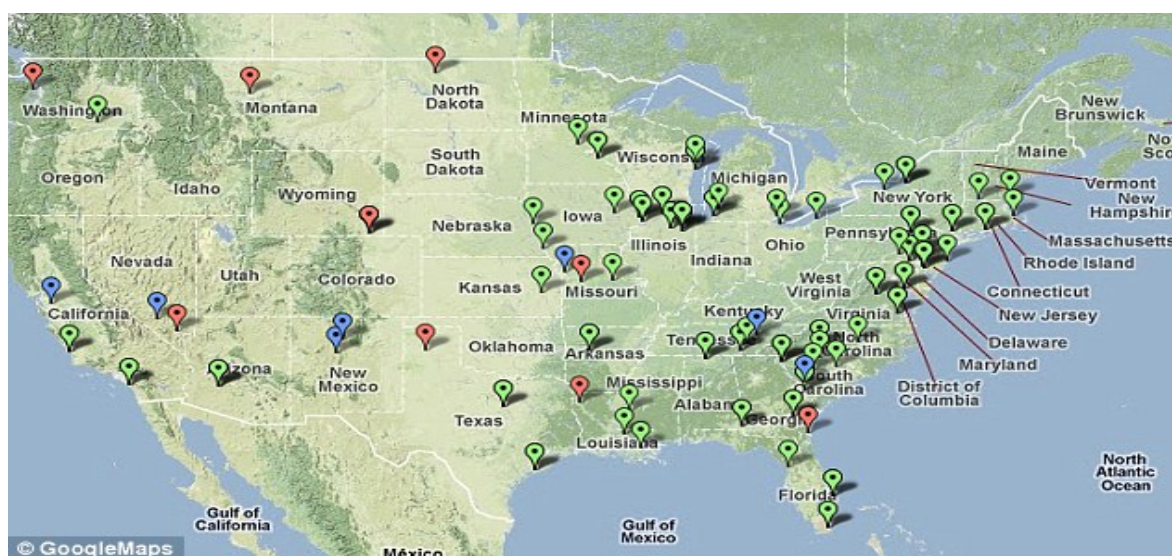 Washington
Montana
North
Dakota
Minnesota
New
Brunswick
Maine
Oregon
Idaho
South
Dakota
Wisconsin
Michigan
Vermont
New
Hampshire
Wyoming
New York
Nebraska
Iowa
Massachusetts
Nevada
Utah
Colorado
Illinois
Indiana
Ohio
Pennsylvania
Rhode Island
California
Kansas
Missouri
West
Virginia
Connecticut
Kentucky
Virginia
New Jersey
Arizona
New
Mexico
Oklahoma
Arkansas
Tennessee
North
Carolina
Delaware
Maryland
Texas
Mississippi
Alabama
South
Carolina
District of
Columbia
Georgia
Louisiana
Florida
North
Atlantic
Ocean
Gulf of
California
Gulf of
Mexico
México
© GoogleMaps